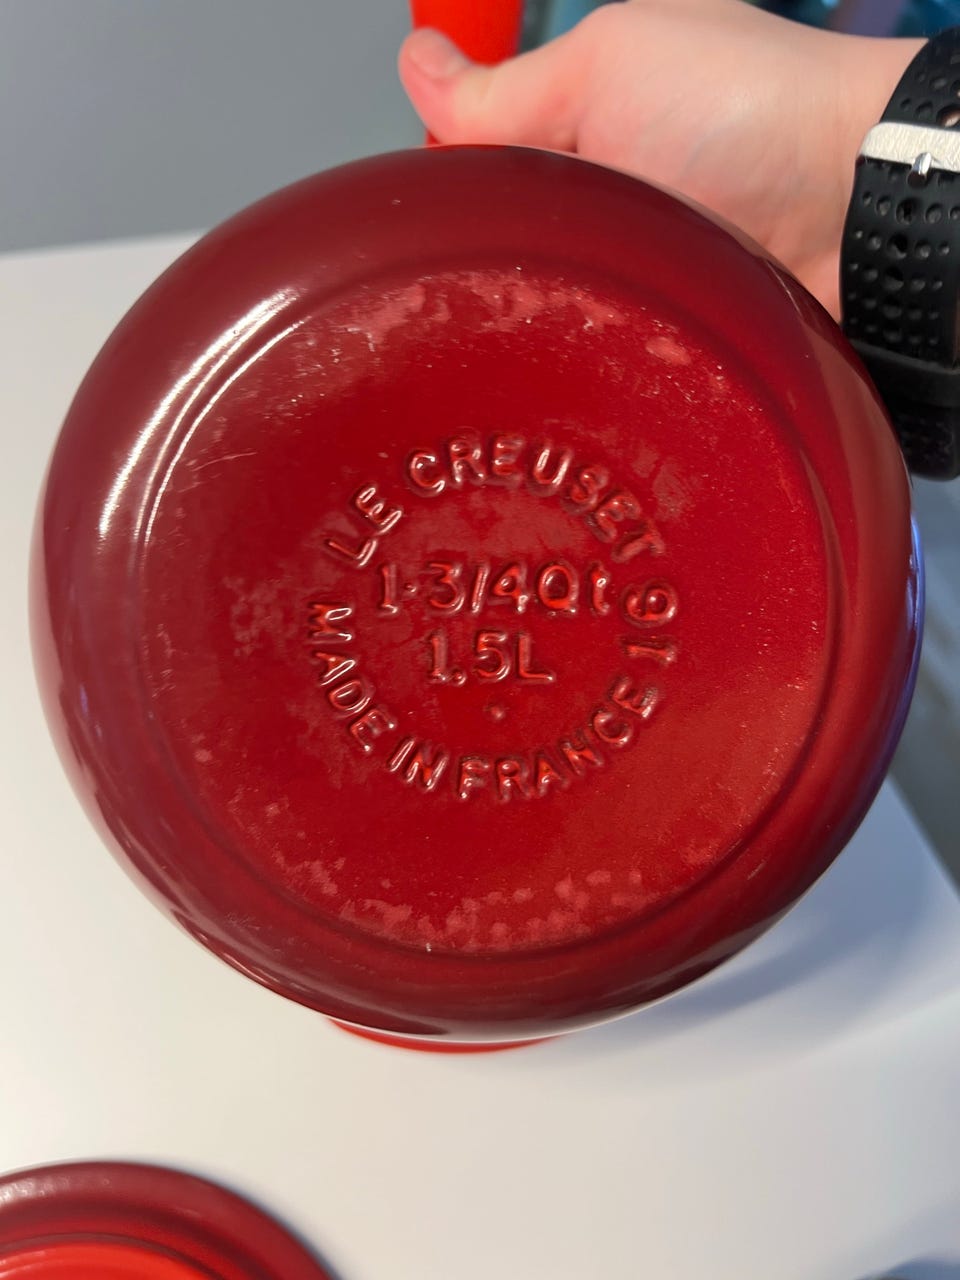 LE CREUSET
1-3/4Qt
1.5L
MADE IN FRANCE 16